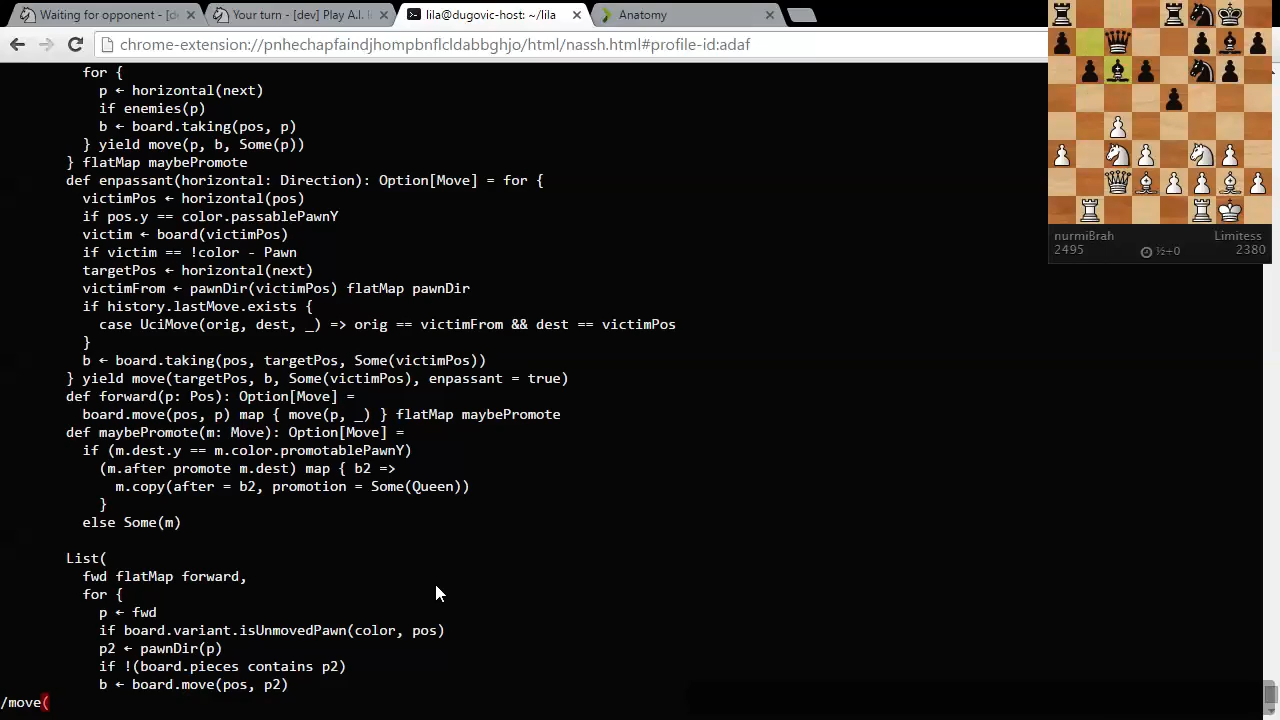 Waiting for opponent - [de
Your turn - [dev] Play A.I. i
lila@dugovic-host: ~/lila
Anatomy
chrome-extension://pnhechapfaindjhompbnflcldabbghjo/html/nassh.html#profile-id:adaf
for {
p ← horizontal(next)
if enemies(p)
b ← board.taking(pos, p)
} yield move(p, b, Some(p))
} flatMap maybePromote
def enpassant(horizontal: Direction): Option[Move] = for {
victimPos ← horizontal(pos)
if pos.y == color.passablePawnY
victim ← board(victimPos)
if victim == !color - Pawn
targetPos ← horizontal(next)
victimFrom ← pawnDir(victimPos) flatMap pawnDir
if history.lastMove.exists {
case UciMove(orig, dest, _) => orig == victimFrom && dest == victimPos
}
b ← board.taking(pos, targetPos, Some(victimPos))
} yield move(targetPos, b, Some(victimPos), enpassant = true)
def forward(p: Pos): Option[Move] =
board.move(pos, p) map { move(p, _) } flatMap maybePromote
def maybePromote(m: Move): Option[Move] =
if (m.dest.y == m.color.promotablePawnY)
(m.after promote m.dest) map { b2 =>
m.copy(after = b2, promotion = Some(Queen))
}
else Some(m)
List(
fwd flatMap forward,
for {
p ← fwd
if board.variant.isUnmovedPawn(color, pos)
p2 ← pawnDir(p)
if !(board.pieces contains p2)
b ← board.move(pos, p2)
/move(
nurmiBrah Limitess
2495 ½+0 2380